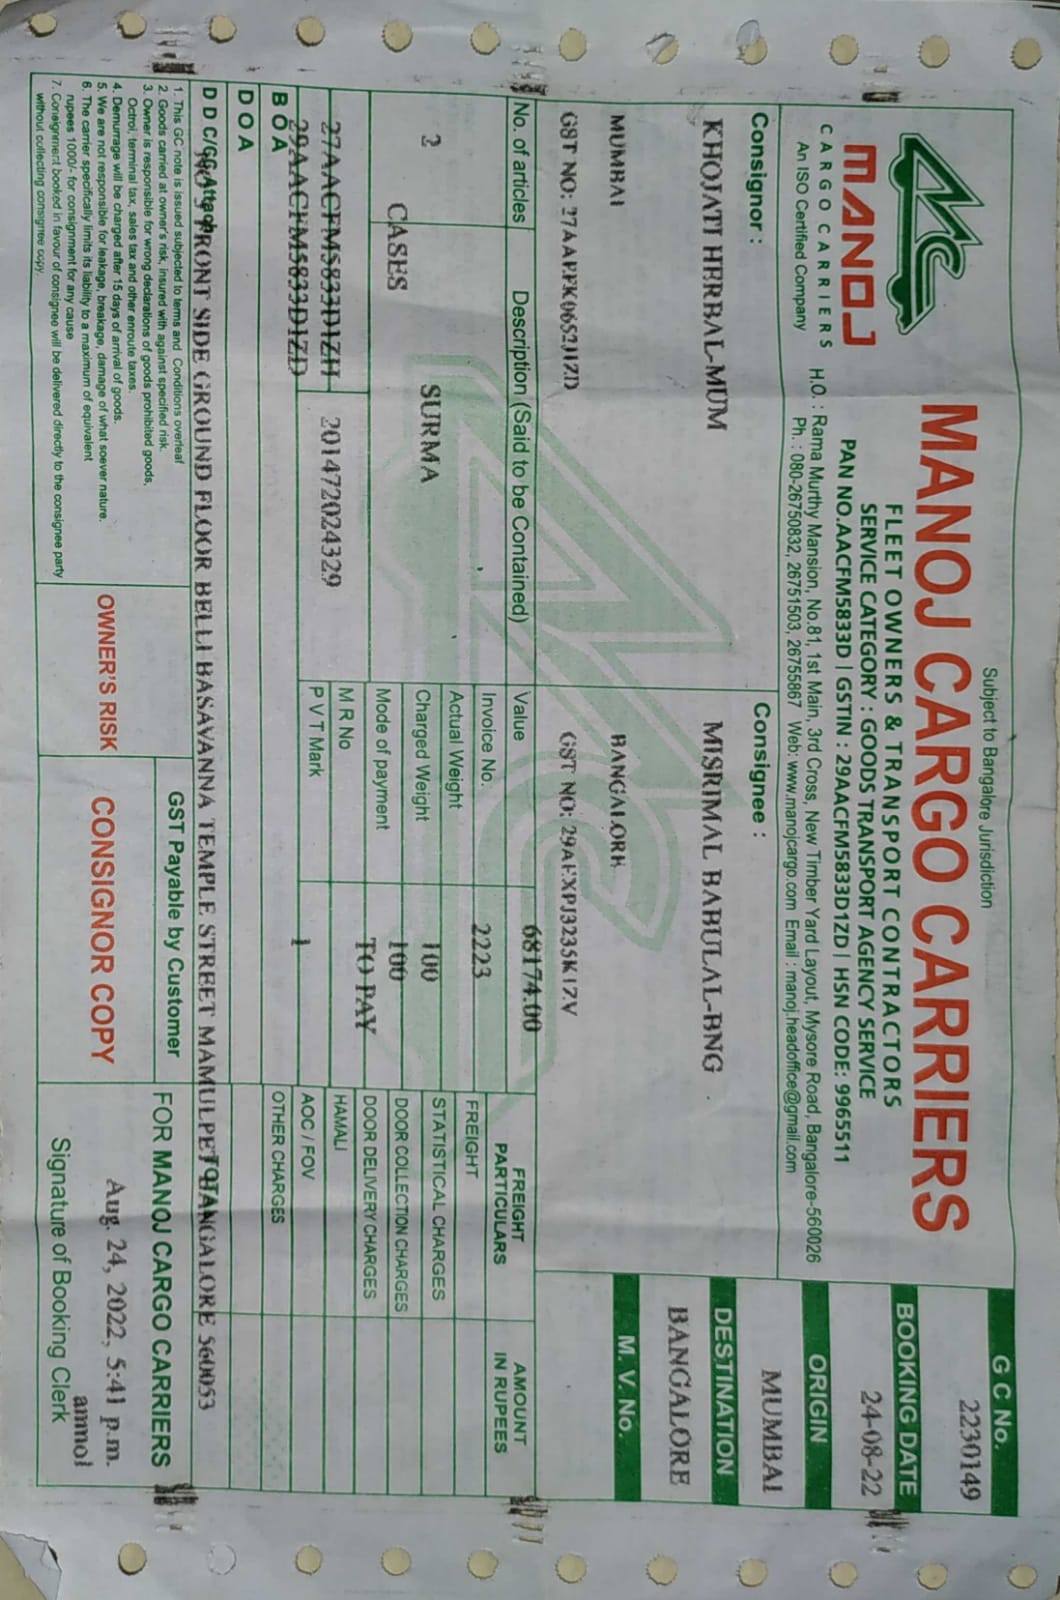 Subject to Bangalore Jurisdiction
MANOJ CARGO CARRIERS
FLEET OWNERS & TRANSPORT CONTRACTORS
SERVICE CATEGORY : GOODS TRANSPORT AGENCY SERVICE
PAN NO.AACFM5833D | GSTIN : 29AACFM5833D1ZD | HSN CODE: 9965511
MANOJ
CARGO CARRIERS
An ISO Certified Company
H.O. : Rama Murthy Mansion, No.81, 1st Main, 3rd Cross, New Timber Yard Layout, Mysore Road, Bangalore-560026
Ph. : 080-26750832, 26751503, 26755867 Web: www.manojcargo.com Email : manoj.headoffice@gmail.com
G C No.
2230149
BOOKING DATE
24-08-22
ORIGIN
MUMBAI
DESTINATION
BANGALORE
M. V. No.
Consignor :
KHOJATI HERBAL-MUM
MUMBAI
GST NO: 27AAPFK0652J1ZD
Consignee :
MISRIMAL BABULAL-BNG
BANGALORE
GST NO: 29AEXPJ3235K1ZV
No. of articles
Description (Said to be Contained)
Value
68174.00
2
CASES
SURMA
Invoice No.
2223
Actual Weight
Charged Weight
100
100
Mode of payment
TO PAY
M R No
P V T Mark
1
27AACFM5833D1ZH
201472024329
29AACFM5833D1ZD
FREIGHT PARTICULARS
AMOUNT IN RUPEES
FREIGHT
STATISTICAL CHARGES
DOOR COLLECTION CHARGES
DOOR DELIVERY CHARGES
HAMALI
AOC / FOV
OTHER CHARGES
TOTAL
B O A
D O A
D D C/CC Attach
FRONT SIDE GROUND FLOOR BELLI BASAVANNA TEMPLE STREET MAMULPET BANGALORE 560053
1. This GC note is issued subjected to terms and Conditions overleaf
2. Goods carried at owner's risk, insured with against specified risk.
3. Owner is responsible for wrong declarations of goods prohibited goods,
Octroi, terminal tax, sales tax and other enroute taxes.
4. Demurrage will be charged after 15 days of arrival of goods.
5. We are not responsible for leakage, breakage, damage of what soever nature.
6. The carrier specifically limits its liability to a maximum of equivalent
rupees 1000/- for consignment for any cause
7. Consignment booked in favour of consignee will be delivered directly to the consignee party
without collecting consignee copy.
OWNER'S RISK
GST Payable by Customer
CONSIGNOR COPY
FOR MANOJ CARGO CARRIERS
Aug. 24, 2022, 5:41 p.m.
anmol
Signature of Booking Clerk